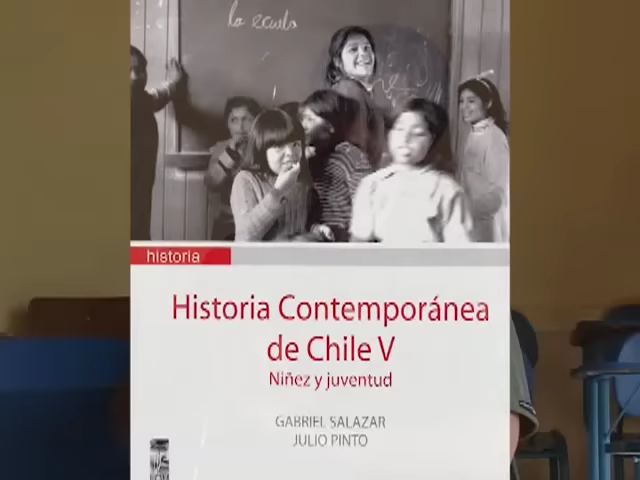 la escuela
historia
Historia Contemporánea
de Chile V
Niñez y juventud
GABRIEL SALAZAR
JULIO PINTO